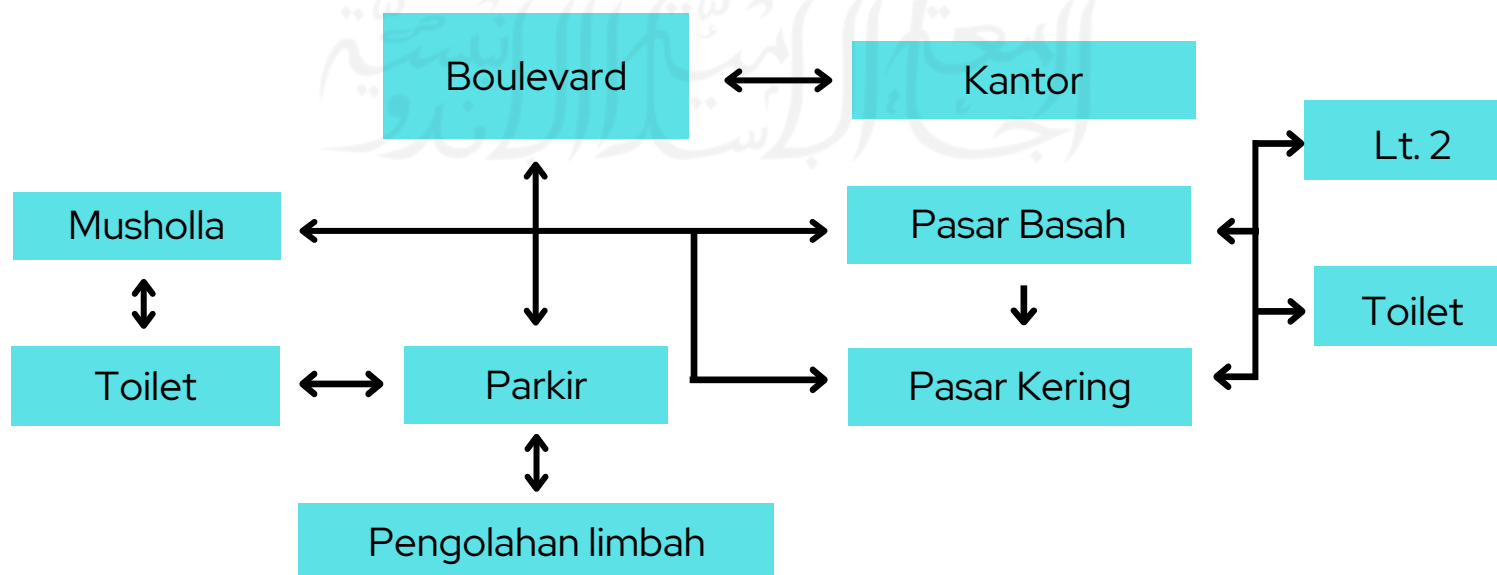 Boulevard
Kantor
Lt. 2
Musholla
Pasar Basah
Toilet
Toilet
Parkir
Pasar Kering
Pengolahan limbah